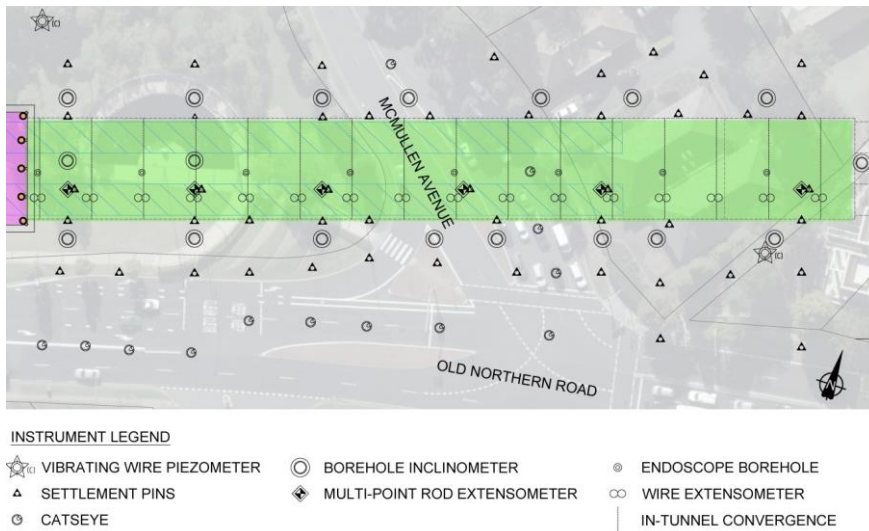 (C)
MCMULLEN AVENUE
(C)
OLD NORTHERN ROAD
N
INSTRUMENT LEGEND
(C) VIBRATING WIRE PIEZOMETER
BOREHOLE INCLINOMETER
ENDOSCOPE BOREHOLE
SETTLEMENT PINS
MULTI-POINT ROD EXTENSOMETER
WIRE EXTENSOMETER
CATSEYE
IN-TUNNEL CONVERGENCE